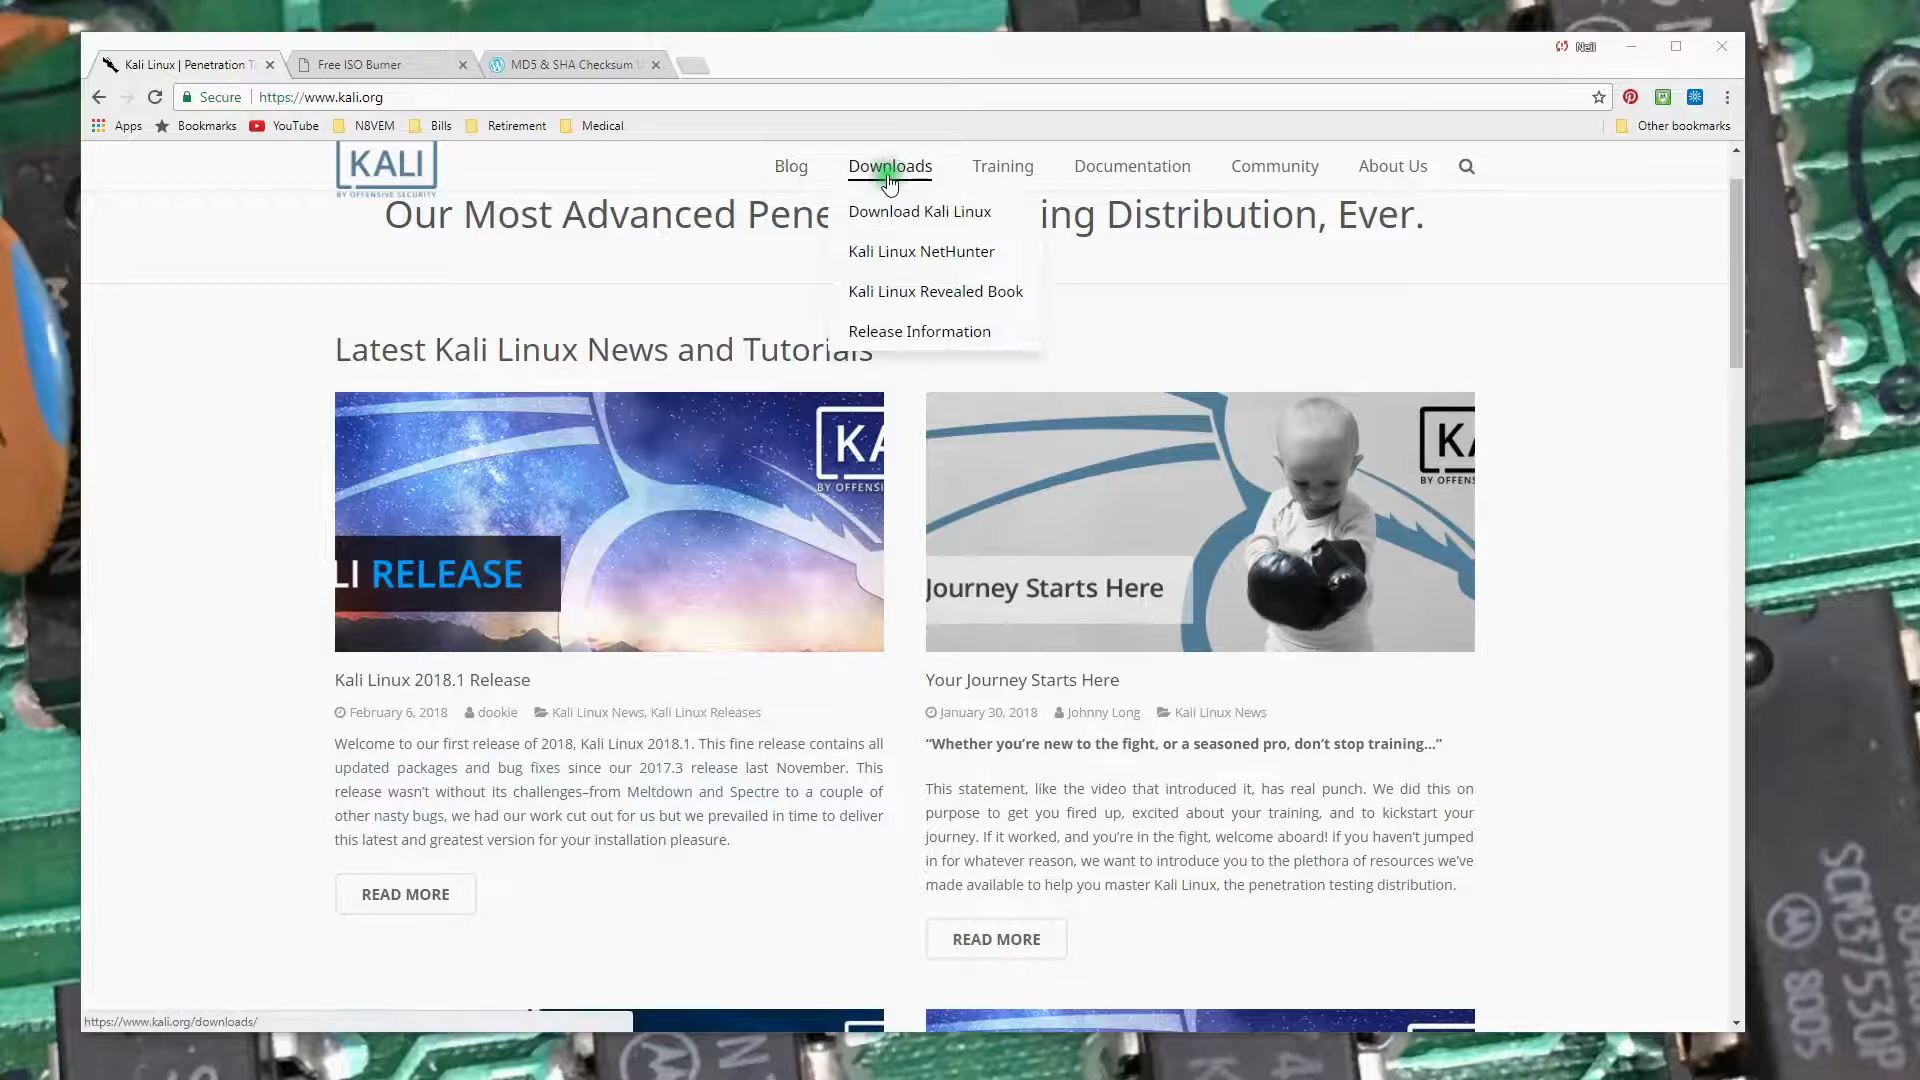 Neil
Kali Linux | Penetration T
Free ISO Burner
MD5 & SHA Checksum
Secure
https://www.kali.org
Apps
Bookmarks
YouTube
N8VEM
Bills
Retirement
Medical
Other bookmarks
KALI
BY OFFENSIVE SECURITY
Blog
Downloads
Training
Documentation
Community
About Us
Download Kali Linux
Kali Linux NetHunter
Kali Linux Revealed Book
Release Information
Our Most Advanced Pene ing Distribution, Ever.
Latest Kali Linux News and Tutorials
KA
BY OFFENSI
LI RELEASE
KA
BY OFFENS
Journey Starts Here
Kali Linux 2018.1 Release
February 6, 2018 dookie Kali Linux News, Kali Linux Releases
Welcome to our first release of 2018, Kali Linux 2018.1. This fine release contains all
updated packages and bug fixes since our 2017.3 release last November. This
release wasn’t without its challenges–from Meltdown and Spectre to a couple of
other nasty bugs, we had our work cut out for us but we prevailed in time to deliver
this latest and greatest version for your installation pleasure.
READ MORE
Your Journey Starts Here
January 30, 2018 Johnny Long Kali Linux News
“Whether you’re new to the fight, or a seasoned pro, don’t stop training…”
This statement, like the video that introduced it, has real punch. We did this on
purpose to get you fired up, excited about your training, and to kickstart your
journey. If it worked, and you’re in the fight, welcome aboard! if you haven’t jumped
in for whatever reason, we want to introduce you to the plethora of resources we’ve
made available to help you master Kali Linux, the penetration testing distribution.
READ MORE
https://www.kali.org/downloads/
SCM37530P
8005